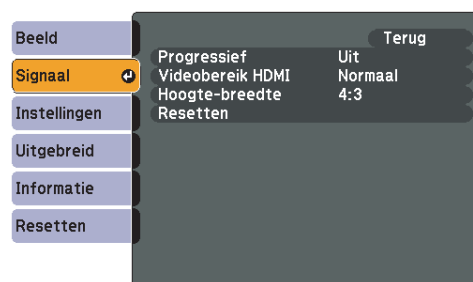 Beeld
Signaal
Instellingen
Uitgebreid
Informatie
Resetten
Terug
Progressief Uit
Videobereik HDMI Normaal
Hoogte-breedte 4:3
Resetten